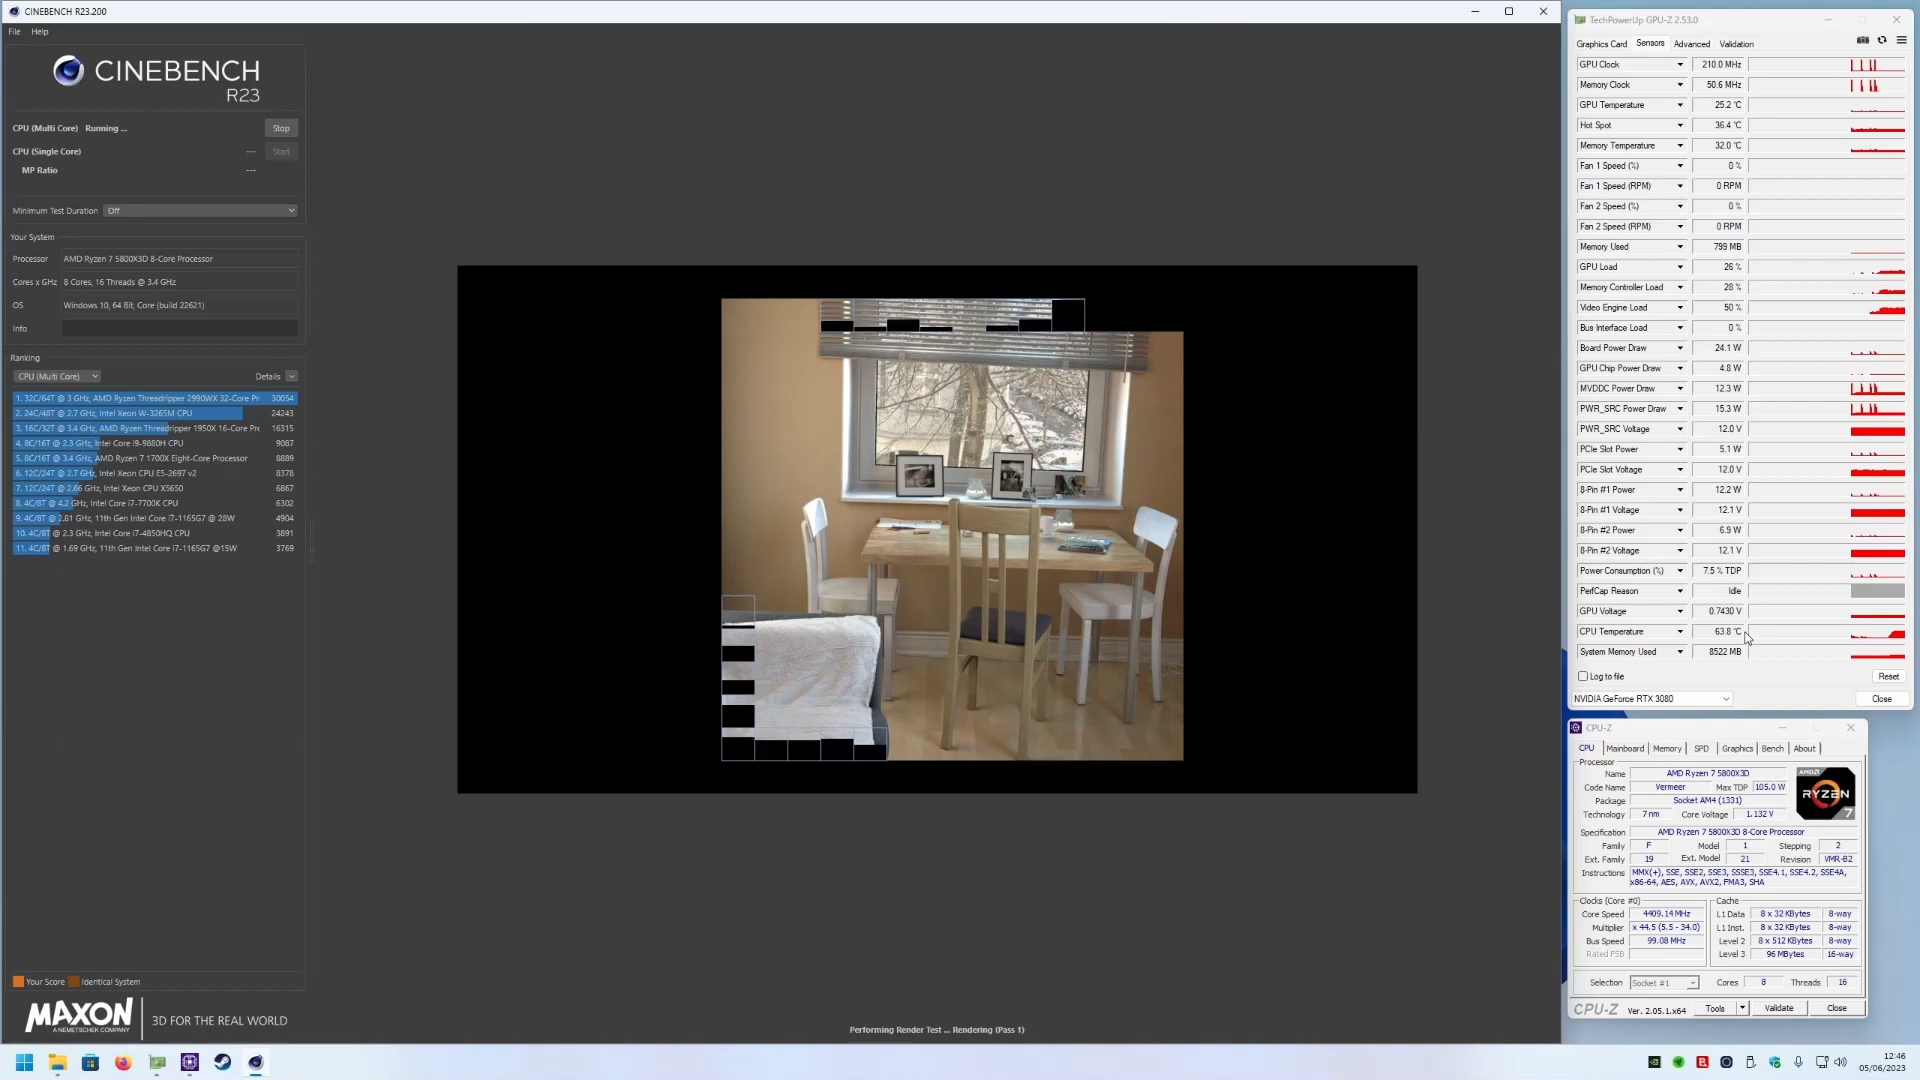 CINEBENCH R23.200
File Help
CINEBENCH
R23
CPU (Multi Core) Running ... Stop
CPU (Single Core) --- Start
MP Ratio ---
Minimum Test Duration Off
Your System
Processor AMD Ryzen 7 5800X3D 8-Core Processor
Cores x GHz 8 Cores, 16 Threads @ 3.4 GHz
OS Windows 10, 64 Bit, Core (build 22621)
Info
Ranking
CPU (Multi Core) Details
1. 32C/64T @ 3 GHz, AMD Ryzen Threadripper 2990WX 32-Core Pr 30054
2. 24C/48T @ 2.7 GHz, Intel Xeon W-3265M CPU 24243
3. 16C/32T @ 3.4 GHz, AMD Ryzen Threadripper 1950X 16-Core Pro 16315
4. 8C/16T @ 2.3 GHz, Intel Core i9-9880H CPU 9087
5. 8C/16T @ 3.4 GHz, AMD Ryzen 7 1700X Eight-Core Processor 8889
6. 12C/24T @ 2.7 GHz, Intel Xeon CPU E5-2697 v2 8378
7. 12C/24T @ 2.66 GHz, Intel Xeon CPU X5650 6867
8. 4C/8T @ 4.2 GHz, Intel Core i7-7700K CPU 6302
9. 4C/8T @ 2.81 GHz, 11th Gen Intel Core i7-1165G7 @ 28W 4904
10. 4C/8T @ 2.3 GHz, Intel Core i7-4850HQ CPU 3891
11. 4C/8T @ 1.69 GHz, 11th Gen Intel Core i7-1165G7 @15W 3769
Your Score Identical System
MAXON 3D FOR THE REAL WORLD
A NEMETSCHEK COMPANY
Performing Render Test ... Rendering (Pass 1)
TechPowerUp GPU-Z 2.53.0
Graphics Card Sensors Advanced Validation
GPU Clock 210.0 MHz
Memory Clock 50.6 MHz
GPU Temperature 25.2 °C
Hot Spot 36.4 °C
Memory Temperature 32.0 °C
Fan 1 Speed (%) 0 %
Fan 1 Speed (RPM) 0 RPM
Fan 2 Speed (%) 0 %
Fan 2 Speed (RPM) 0 RPM
Memory Used 799 MB
GPU Load 26 %
Memory Controller Load 28 %
Video Engine Load 50 %
Bus Interface Load 0 %
Board Power Draw 24.1 W
GPU Chip Power Draw 4.8 W
MVDDC Power Draw 12.3 W
PWR_SRC Power Draw 15.3 W
PWR_SRC Voltage 12.0 V
PCIe Slot Power 5.1 W
PCIe Slot Voltage 12.0 V
8-Pin #1 Power 12.2 W
8-Pin #1 Voltage 12.1 V
8-Pin #2 Power 6.9 W
8-Pin #2 Voltage 12.1 V
Power Consumption (%) 7.5 % TDP
PerfCap Reason Idle
GPU Voltage 0.7430 V
CPU Temperature 63.8 °C
System Memory Used 8522 MB
Log to file Reset
NVIDIA GeForce RTX 3080 Close
CPU-Z
CPU Mainboard Memory SPD Graphics Bench About
Processor
Name AMD Ryzen 7 5800X3D
Code Name Vermeer Max TDP 105.0 W
Package Socket AM4 (1331)
Technology 7 nm Core Voltage 1.132 V
AMD
RYZEN
7
Specification AMD Ryzen 7 5800X3D 8-Core Processor
Family F Model 1 Stepping 2
Ext. Family 19 Ext. Model 21 Revision VMR-B2
Instructions MMX(+), SSE, SSE2, SSE3, SSSE3, SSE4.1, SSE4.2, SSE4A,
x86-64, AES, AVX, AVX2, FMA3, SHA
Clocks (Core #0) Cache
Core Speed 4409.14 MHz L1 Data 8 x 32 KBytes 8-way
Multiplier x 44.5 (5.5 - 34.0) L1 Inst. 8 x 32 KBytes 8-way
Bus Speed 99.08 MHz Level 2 8 x 512 KBytes 8-way
Rated FSB Level 3 96 MBytes 16-way
Selection Socket #1 Cores 8 Threads 16
CPU-Z Ver. 2.05.1.x64 Tools Validate Close
12:46
05/06/2023